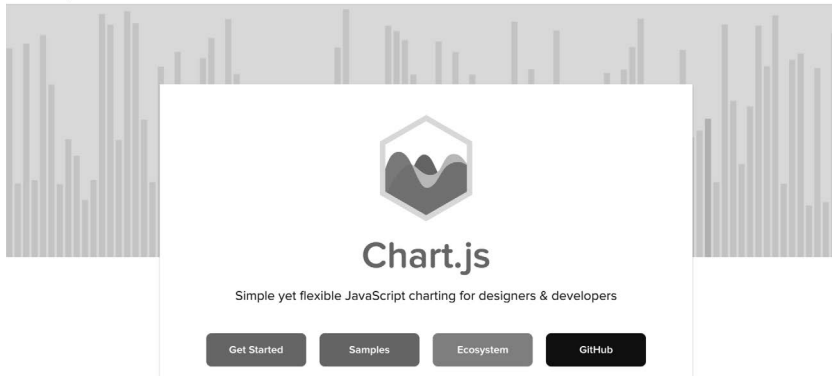 Chart.js
Simple yet flexible JavaScript charting for designers & developers
Get Started Samples Ecosystem GitHub